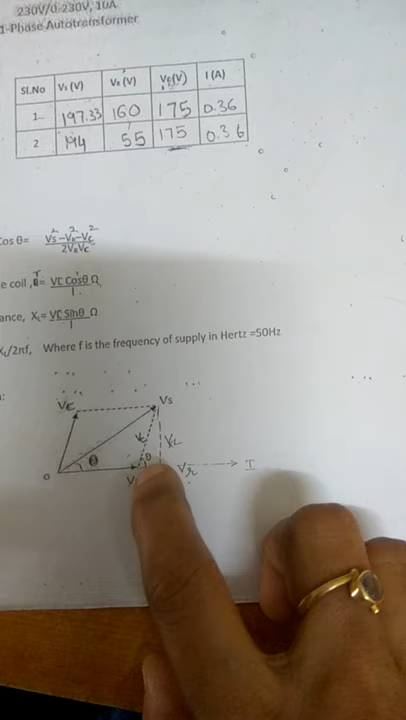 230V/0-230V, 10A
1-Phase Autotransformer
Sl.No Vs (V) VR (V) Vc(V) I (A)
1. 197.33 160 175 0.36
2 194 55 175 0.36
Cos θ= Vs²-VR²-Vc² / 2VRVc
e coil, r= VC Cosθ Ω / I
ance, XL= VC Sinθ Ω / I
XL/2πf, Where f is the frequency of supply in Hertz =50Hz
:
VC Vs
Vc VL
θ θ
O Vr I